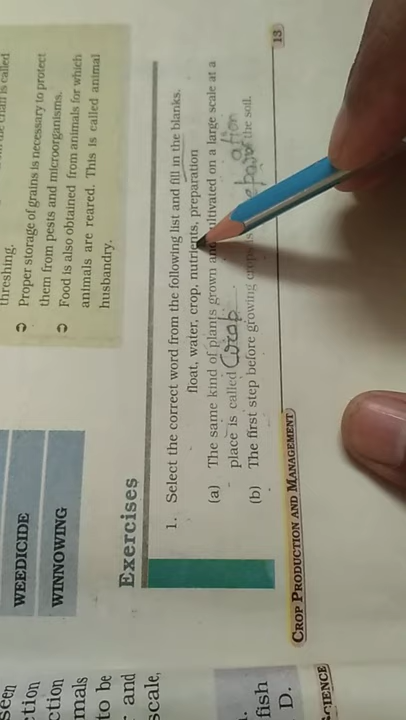 threshing.
Proper storage of grains is necessary to protect
them from pests and microorganisms.
Food is also obtained from animals for which
animals are reared. This is called animal
husbandry.
WEEDICIDE
WINNOWING
Exercises
1. Select the correct word from the following list and fill in the blanks.
float, water, crop, nutrients, preparation
(a) The same kind of plants grown and cultivated on a large scale at a
place is called Crop.
(b) The first step before growing crops is the soil.
CROP PRODUCTION AND MANAGEMENT
13
seen
mals
to be
and
scale,
fish
D.